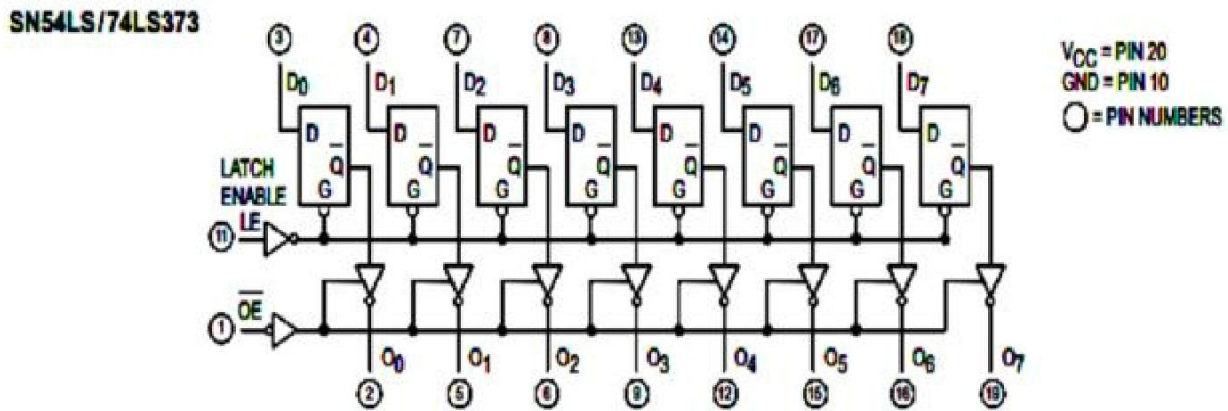 SN54LS/74LS373
3 4 7 8 13 14 17 18
V_CC = PIN 20
GND = PIN 10
◯ = PIN NUMBERS
D0 D1 D2 D3 D4 D5 D6 D7
D D D D D D D D
Q̅ Q̅ Q̅ Q̅ Q̅ Q̅ Q̅ Q̅
G G G G G G G G
LATCH
ENABLE
11 LE
1 O̅E̅
O0 O1 O2 O3 O4 O5 O6 O7
2 5 6 9 12 15 16 19